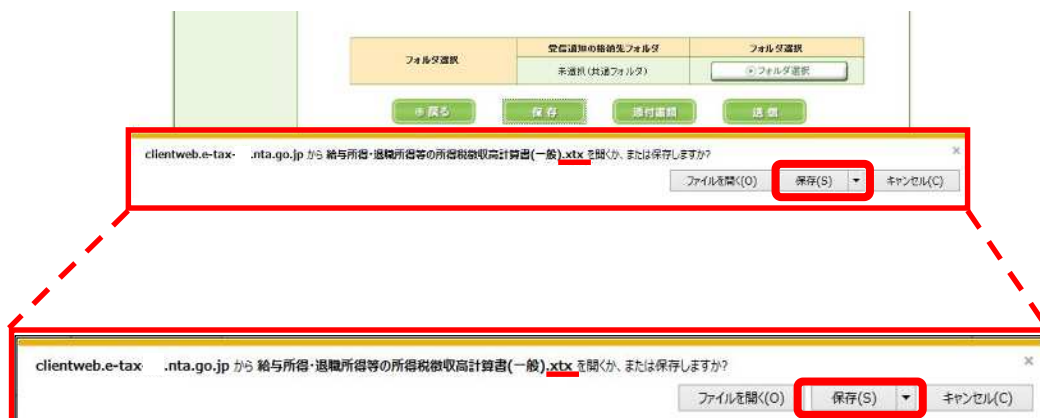 フォルダ選択
受信通知の格納先フォルダ
フォルダ選択
未選択(共通フォルダ)
フォルダ選択
戻る
保存
添付書類
送信
clientweb.e-tax- .nta.go.jp から 給与所得・退職所得等の所得税徴収高計算書(一般).xtx を開くか、または保存しますか?
×
ファイルを開く(O)
保存(S)
▼
キャンセル(C)
clientweb.e-tax .nta.go.jp から 給与所得・退職所得等の所得税徴収高計算書(一般).xtx を開くか、または保存しますか?
×
ファイルを開く(O)
保存(S)
▼
キャンセル(C)